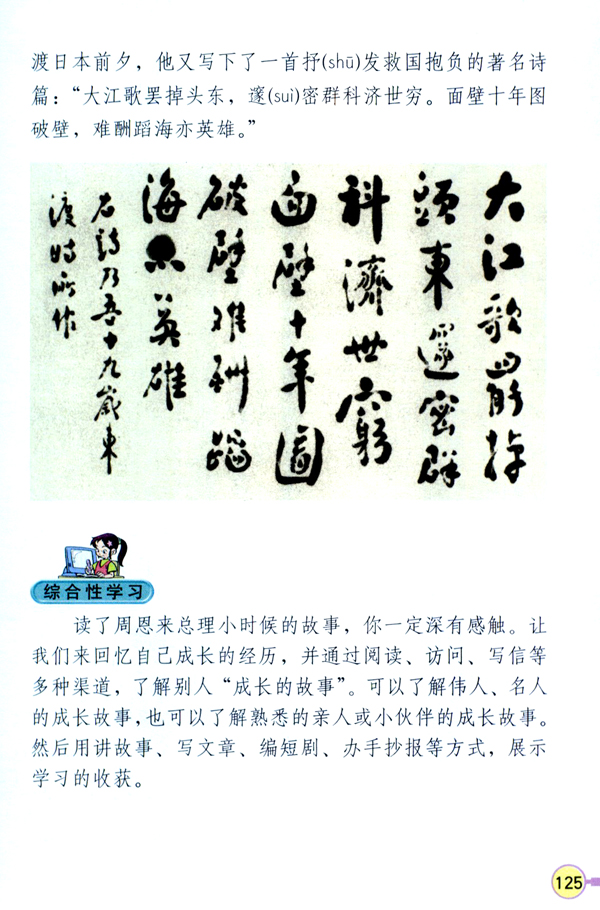 渡日本前夕，他又写下了一首抒(shū)发救国抱负的著名诗
篇：“大江歌罢掉头东，邃(suì)密群科济世穷。面壁十年图
破壁，难酬蹈海亦英雄。”
大江歌罷掉
頭東邃密群
科濟世窮
面壁十年圖
破壁难酬蹈
海亦英雄
右詩乃吾十九歲東
渡時所作
综合性学习
读了周恩来总理小时候的故事，你一定深有感触。让
我们来回忆自己成长的经历，并通过阅读、访问、写信等
多种渠道，了解别人“成长的故事”。可以了解伟人、名人
的成长故事，也可以了解熟悉的亲人或小伙伴的成长故事。
然后用讲故事、写文章、编短剧、办手抄报等方式，展示
学习的收获。
125